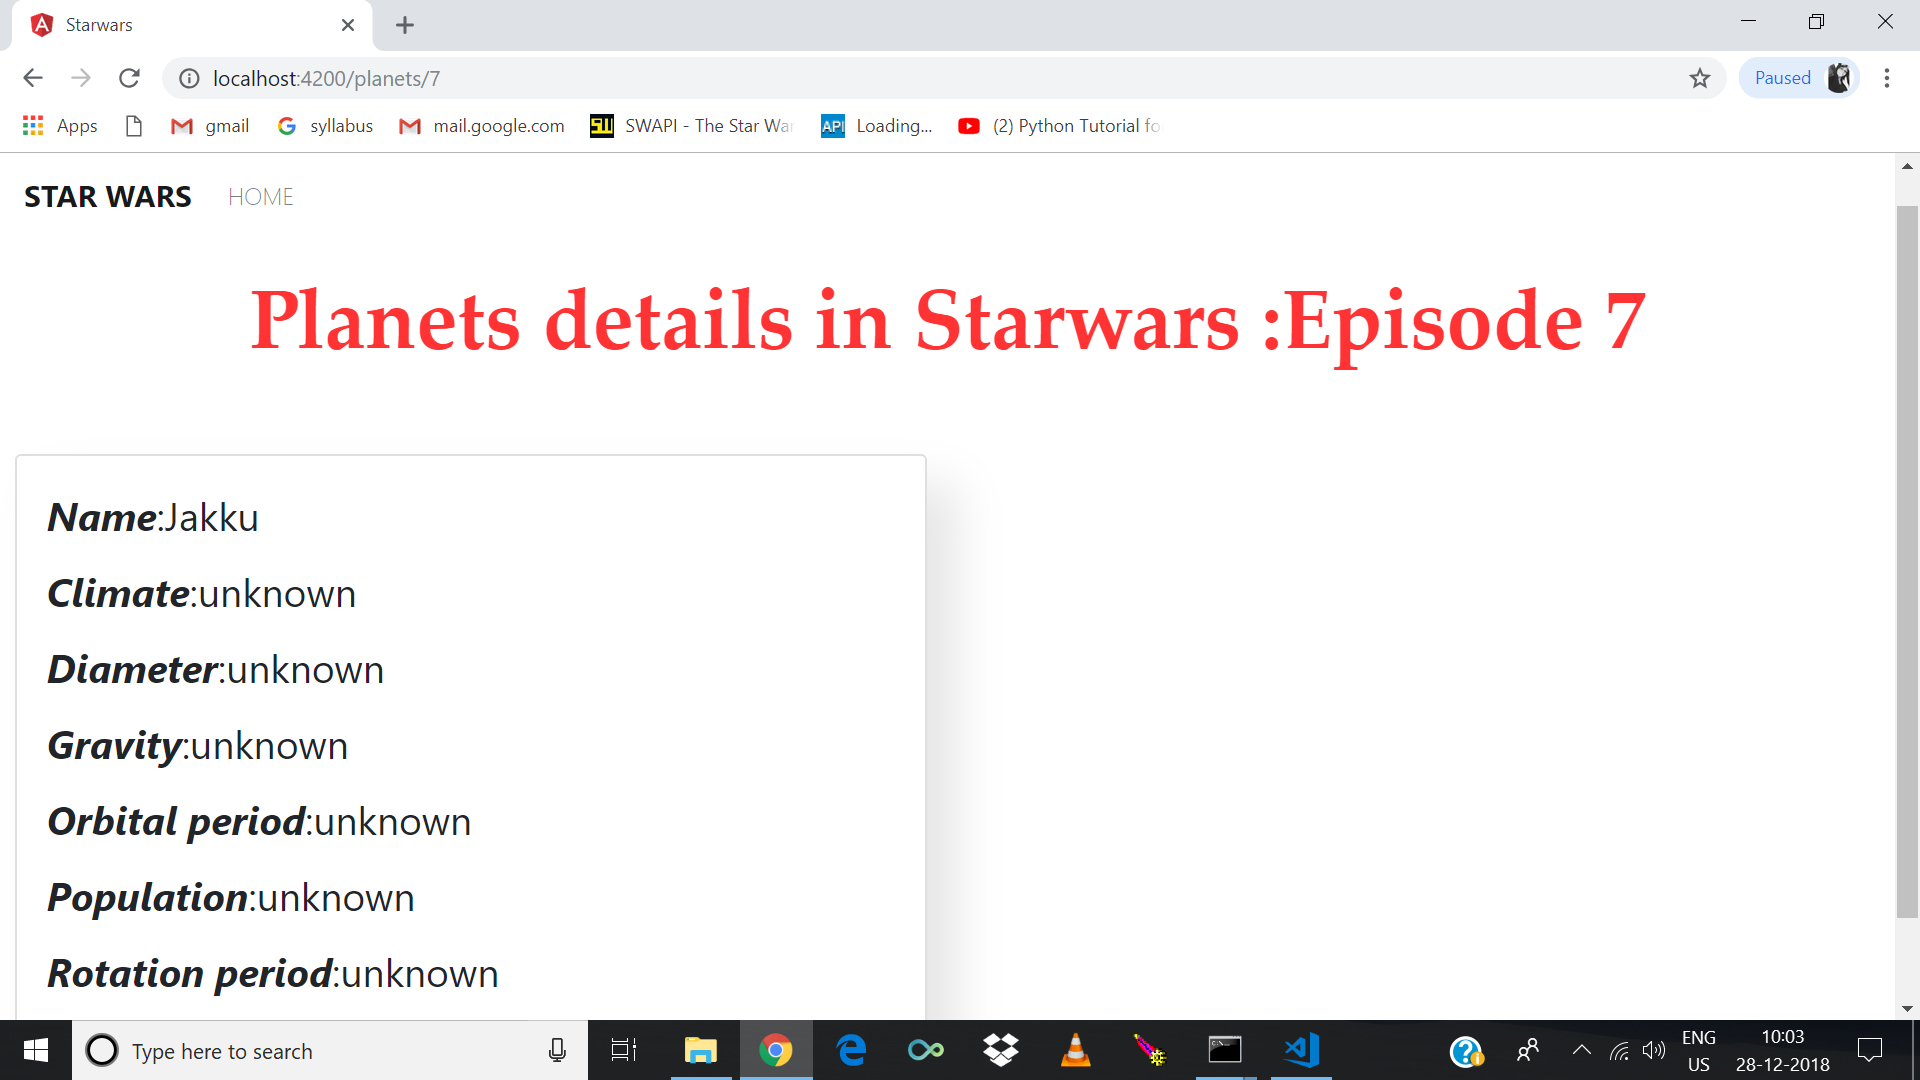 Starwars
localhost:4200/planets/7
Paused
Apps
gmail
syllabus
mail.google.com
SWAPI - The Star Wa
API
Loading...
(2) Python Tutorial fo
STAR WARS HOME
Planets details in Starwars :Episode 7
Name:Jakku
Climate:unknown
Diameter:unknown
Gravity:unknown
Orbital period:unknown
Population:unknown
Rotation period:unknown
Type here to search
ENG
US
10:03
28-12-2018